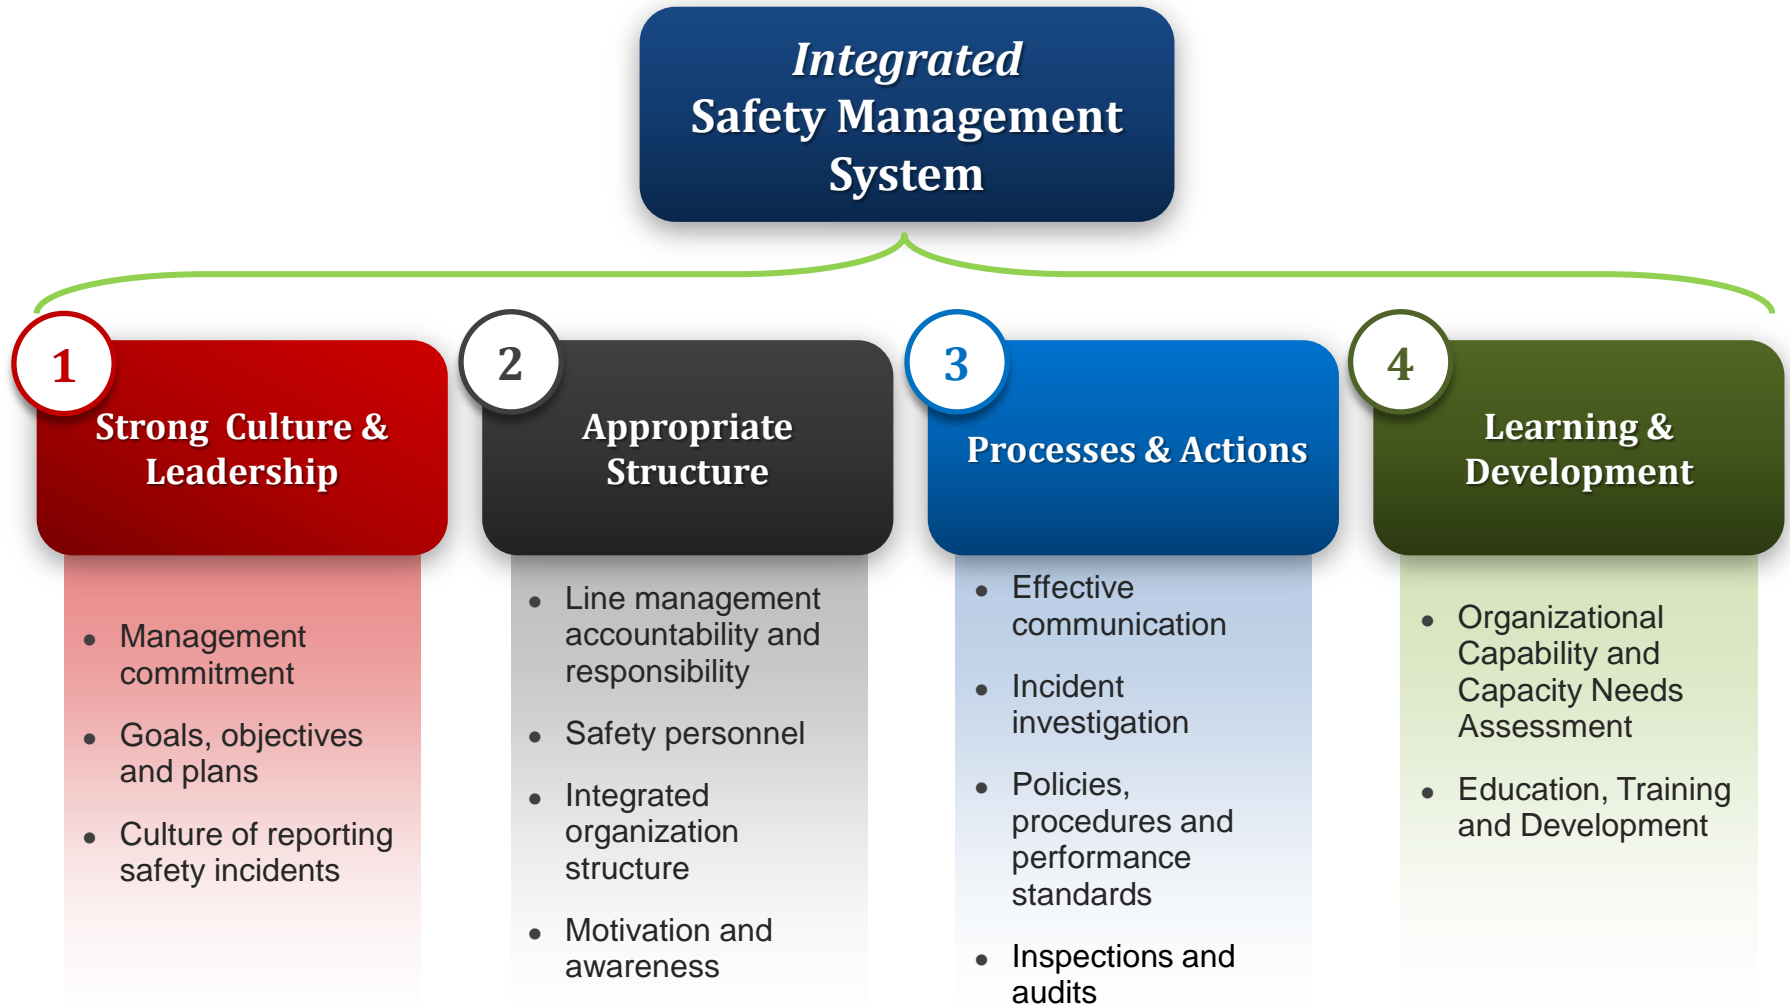 Integrated
Safety Management
System
1
Strong Culture &
Leadership
• Management
commitment
• Goals, objectives
and plans
• Culture of reporting
safety incidents
2
Appropriate
Structure
• Line management
accountability and
responsibility
• Safety personnel
• Integrated
organization
structure
• Motivation and
awareness
3
Processes & Actions
• Effective
communication
• Incident
investigation
• Policies,
procedures and
performance
standards
• Inspections and
audits
4
Learning &
Development
• Organizational
Capability and
Capacity Needs
Assessment
• Education, Training
and Development